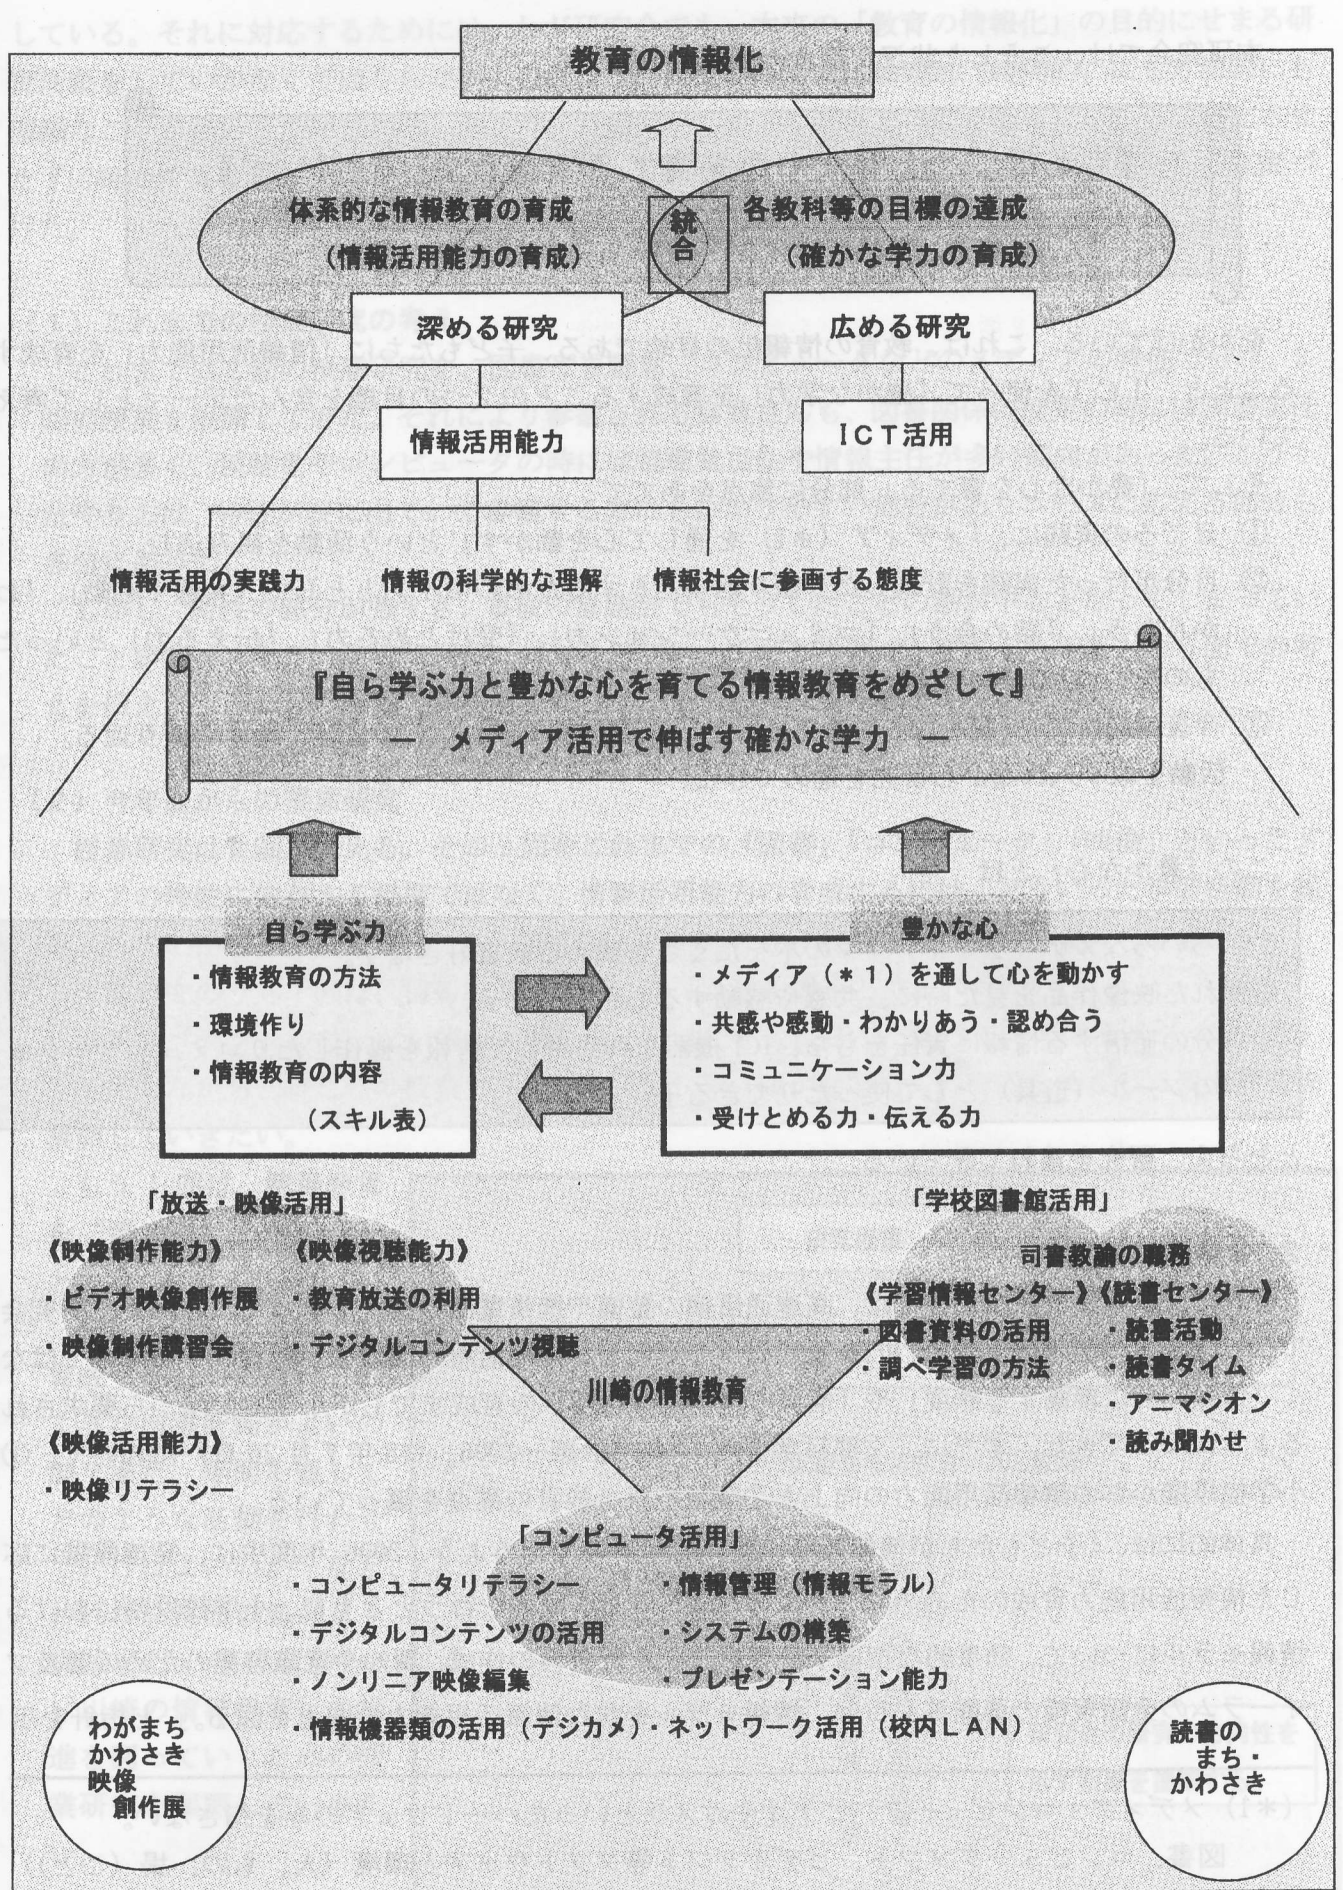 教育の情報化
体系的な情報教育の育成
(情報活用能力の育成)
統合
各教科等の目標の達成
(確かな学力の育成)
深める研究
広める研究
情報活用能力
ICT活用
情報活用の実践力
情報の科学的な理解
情報社会に参画する態度
『自ら学ぶ力と豊かな心を育てる情報教育をめざして』
― メディア活用で伸ばす確かな学力 ―
自ら学ぶ力
・情報教育の方法
・環境作り
・情報教育の内容
(スキル表)
豊かな心
・メディア(*1)を通して心を動かす
・共感や感動・わかりあう・認め合う
・コミュニケーション力
・受けとめる力・伝える力
「放送・映像活用」
《映像制作能力》 《映像視聴能力》
・ビデオ映像創作展 ・教育放送の利用
・映像制作講習会 ・デジタルコンテンツ視聴
《映像活用能力》
・映像リテラシー
「学校図書館活用」
司書教諭の職務
《学習情報センター》《読書センター》
・図書資料の活用 ・読書活動
・調べ学習の方法 ・読書タイム
・アニマシオン
・読み聞かせ
川崎の情報教育
「コンピュータ活用」
・コンピュータリテラシー ・情報管理(情報モラル)
・デジタルコンテンツの活用 ・システムの構築
・ノンリニア映像編集 ・プレゼンテーション能力
・情報機器類の活用(デジカメ)・ネットワーク活用(校内LAN)
わがまち
かわさき
映像
創作展
読書の
まち・
かわさき